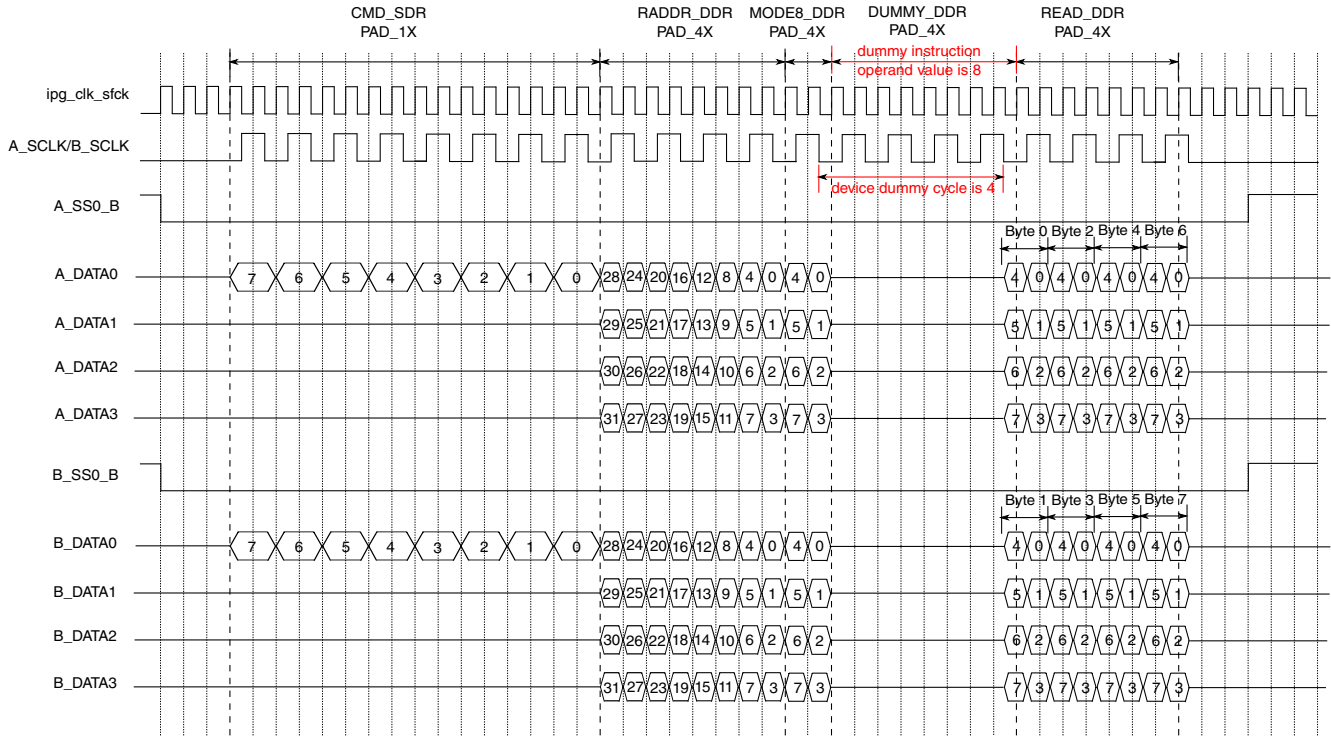 CMD_SDR RADDR_DDR MODE8_DDR DUMMY_DDR READ_DDR
PAD_1X PAD_4X PAD_4X PAD_4X PAD_4X
dummy instruction
operand value is 8
ipg_clk_sfck
A_SCLK/B_SCLK
device dummy cycle is 4
A_SS0_B
Byte 0 Byte 2 Byte 4 Byte 6
A_DATA0 7 6 5 4 3 2 1 0 28 24 20 16 12 8 4 0 4 0 4 0 4 0 4 0 4 0
A_DATA1 29 25 21 17 13 9 5 1 5 1 5 1 5 1 5 1 5 1
A_DATA2 30 26 22 18 14 10 6 2 6 2 6 2 6 2 6 2 6 2
A_DATA3 31 27 23 19 15 11 7 3 7 3 7 3 7 3 7 3 7 3
B_SS0_B
Byte 1 Byte 3 Byte 5 Byte 7
B_DATA0 7 6 5 4 3 2 1 0 28 24 20 16 12 8 4 0 4 0 4 0 4 0 4 0 4 0
B_DATA1 29 25 21 17 13 9 5 1 5 1 5 1 5 1 5 1 5 1
B_DATA2 30 26 22 18 14 10 6 2 6 2 6 2 6 2 6 2 6 2
B_DATA3 31 27 23 19 15 11 7 3 7 3 7 3 7 3 7 3 7 3